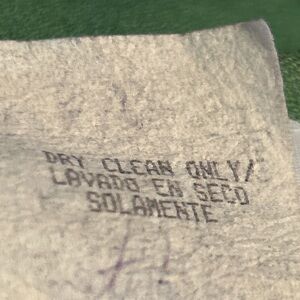 DRY CLEAN ONLY/
LAVADO EN SECO
SOLAMENTE